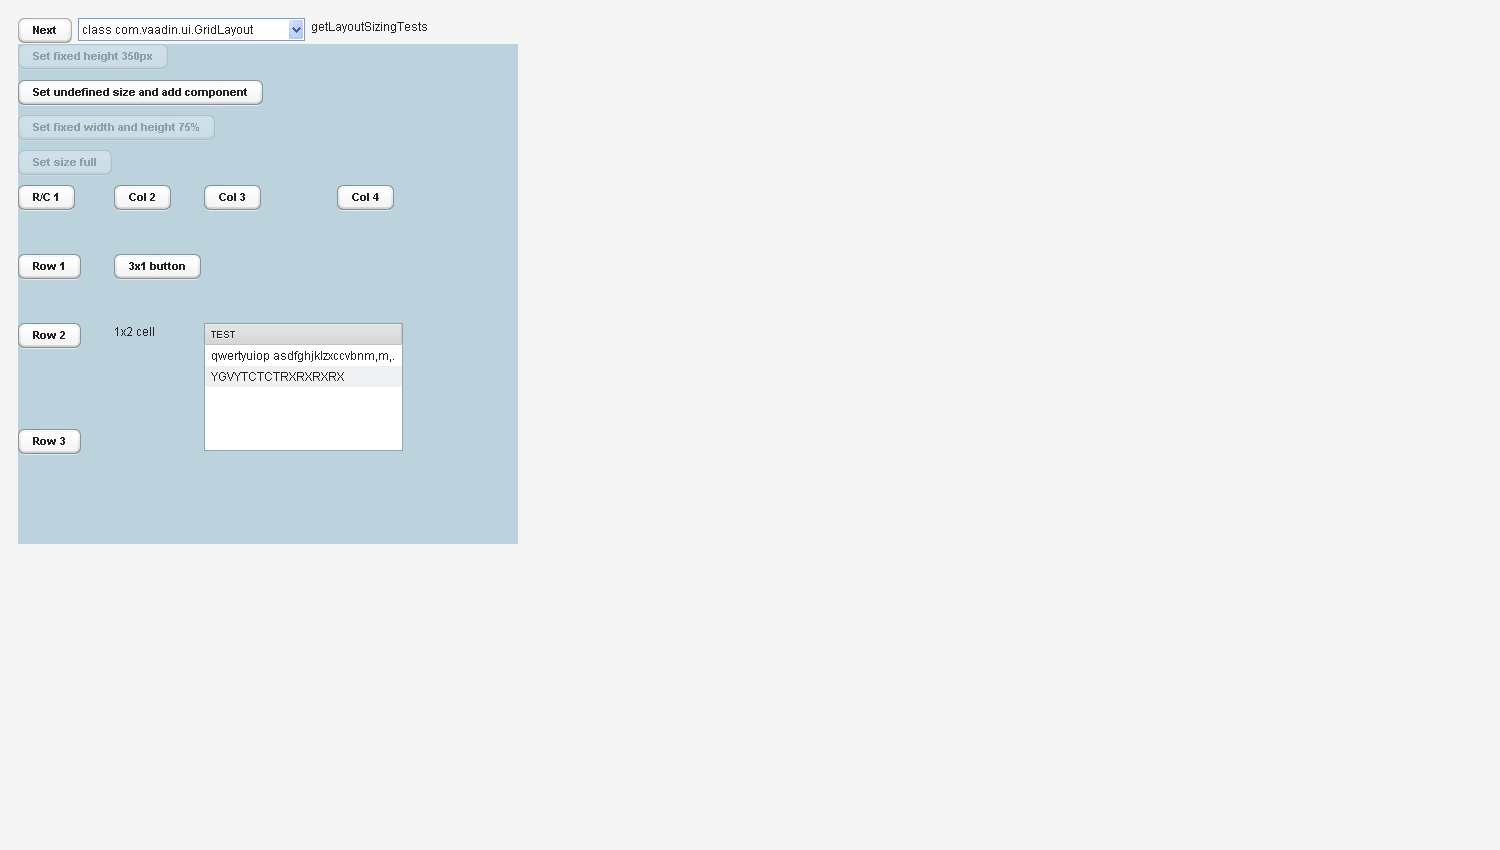 Next class com.vaadin.ui.GridLayout getLayoutSizingTests
Set fixed height 350px
Set undefined size and add component
Set fixed width and height 75%
Set size full
R/C 1 Col 2 Col 3 Col 4
Row 1 3x1 button
Row 2 1x2 cell TEST
qwertyuiop asdfghjklzxccvbnm,m,.
YGVYTCTCTRXRXRXRX
Row 3